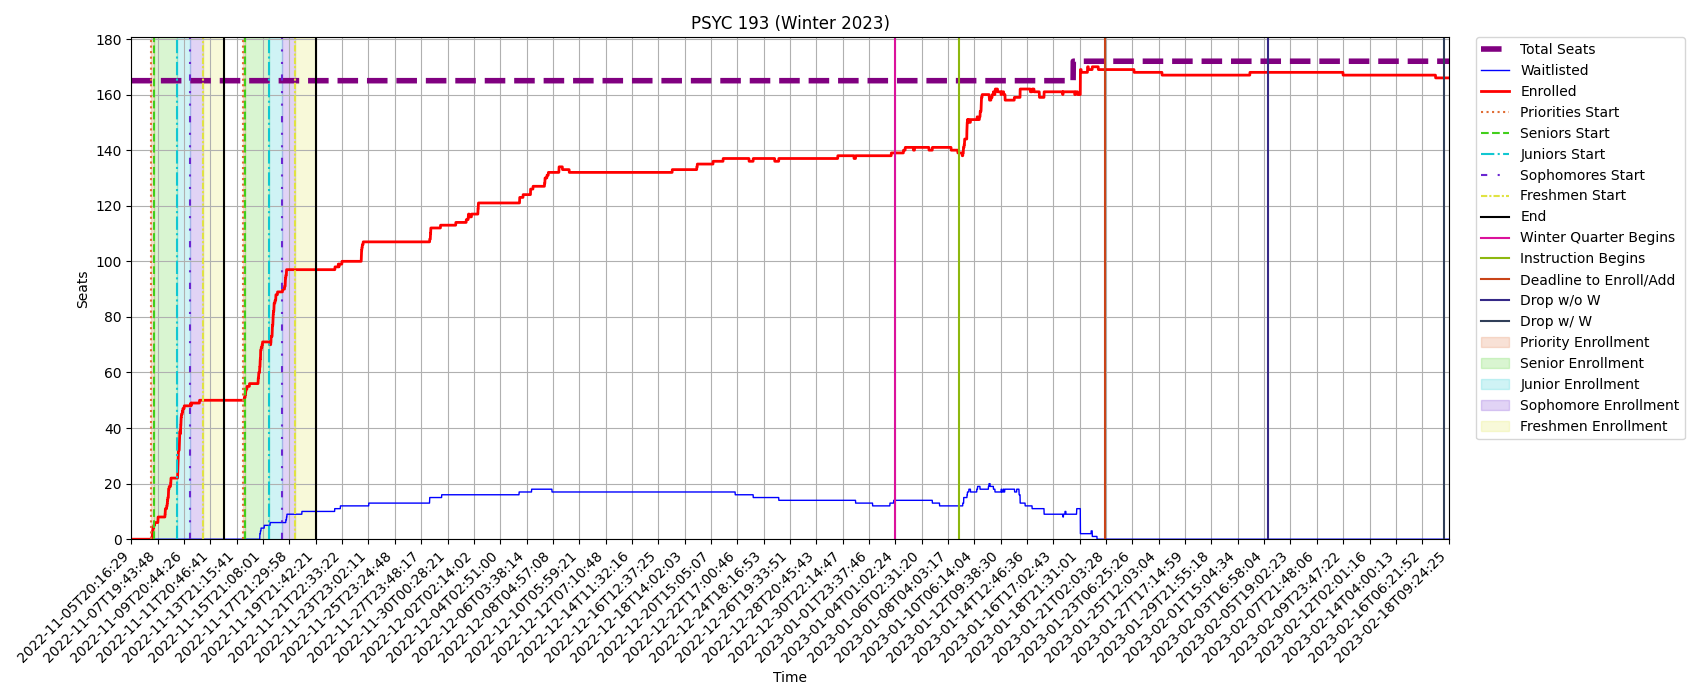 PSYC 193 (Winter 2023)
Seats
180
160
140
120
100
80
60
40
20
0
2022-11-05T20:16:29
2022-11-07T19:43:48
2022-11-09T20:44:26
2022-11-11T20:46:41
2022-11-13T21:15:41
2022-11-15T21:08:01
2022-11-17T21:29:58
2022-11-19T21:42:21
2022-11-21T22:33:22
2022-11-23T23:02:11
2022-11-25T23:24:48
2022-11-27T23:48:17
2022-11-30T00:28:21
2022-12-02T02:14:02
2022-12-04T02:51:00
2022-12-06T03:38:14
2022-12-08T04:57:08
2022-12-10T05:59:21
2022-12-12T07:10:48
2022-12-14T11:32:16
2022-12-16T12:37:25
2022-12-18T14:02:03
2022-12-20T15:05:07
2022-12-22T17:00:46
2022-12-24T18:16:53
2022-12-26T19:33:51
2022-12-28T20:45:43
2022-12-30T22:14:47
2023-01-01T23:37:46
2023-01-04T01:02:24
2023-01-06T02:31:20
2023-01-08T04:03:17
2023-01-10T06:14:04
2023-01-12T09:38:30
2023-01-14T12:46:36
2023-01-16T17:02:43
2023-01-18T21:31:01
2023-01-21T02:03:28
2023-01-23T06:25:26
2023-01-25T12:03:04
2023-01-27T17:14:59
2023-01-29T21:55:18
2023-02-01T15:04:34
2023-02-03T16:58:04
2023-02-05T19:02:23
2023-02-07T21:48:06
2023-02-09T23:47:22
2023-02-12T02:01:16
2023-02-14T04:00:13
2023-02-16T06:21:52
2023-02-18T09:24:25
Time
Total Seats
Waitlisted
Enrolled
Priorities Start
Seniors Start
Juniors Start
Sophomores Start
Freshmen Start
End
Winter Quarter Begins
Instruction Begins
Deadline to Enroll/Add
Drop w/o W
Drop w/ W
Priority Enrollment
Senior Enrollment
Junior Enrollment
Sophomore Enrollment
Freshmen Enrollment